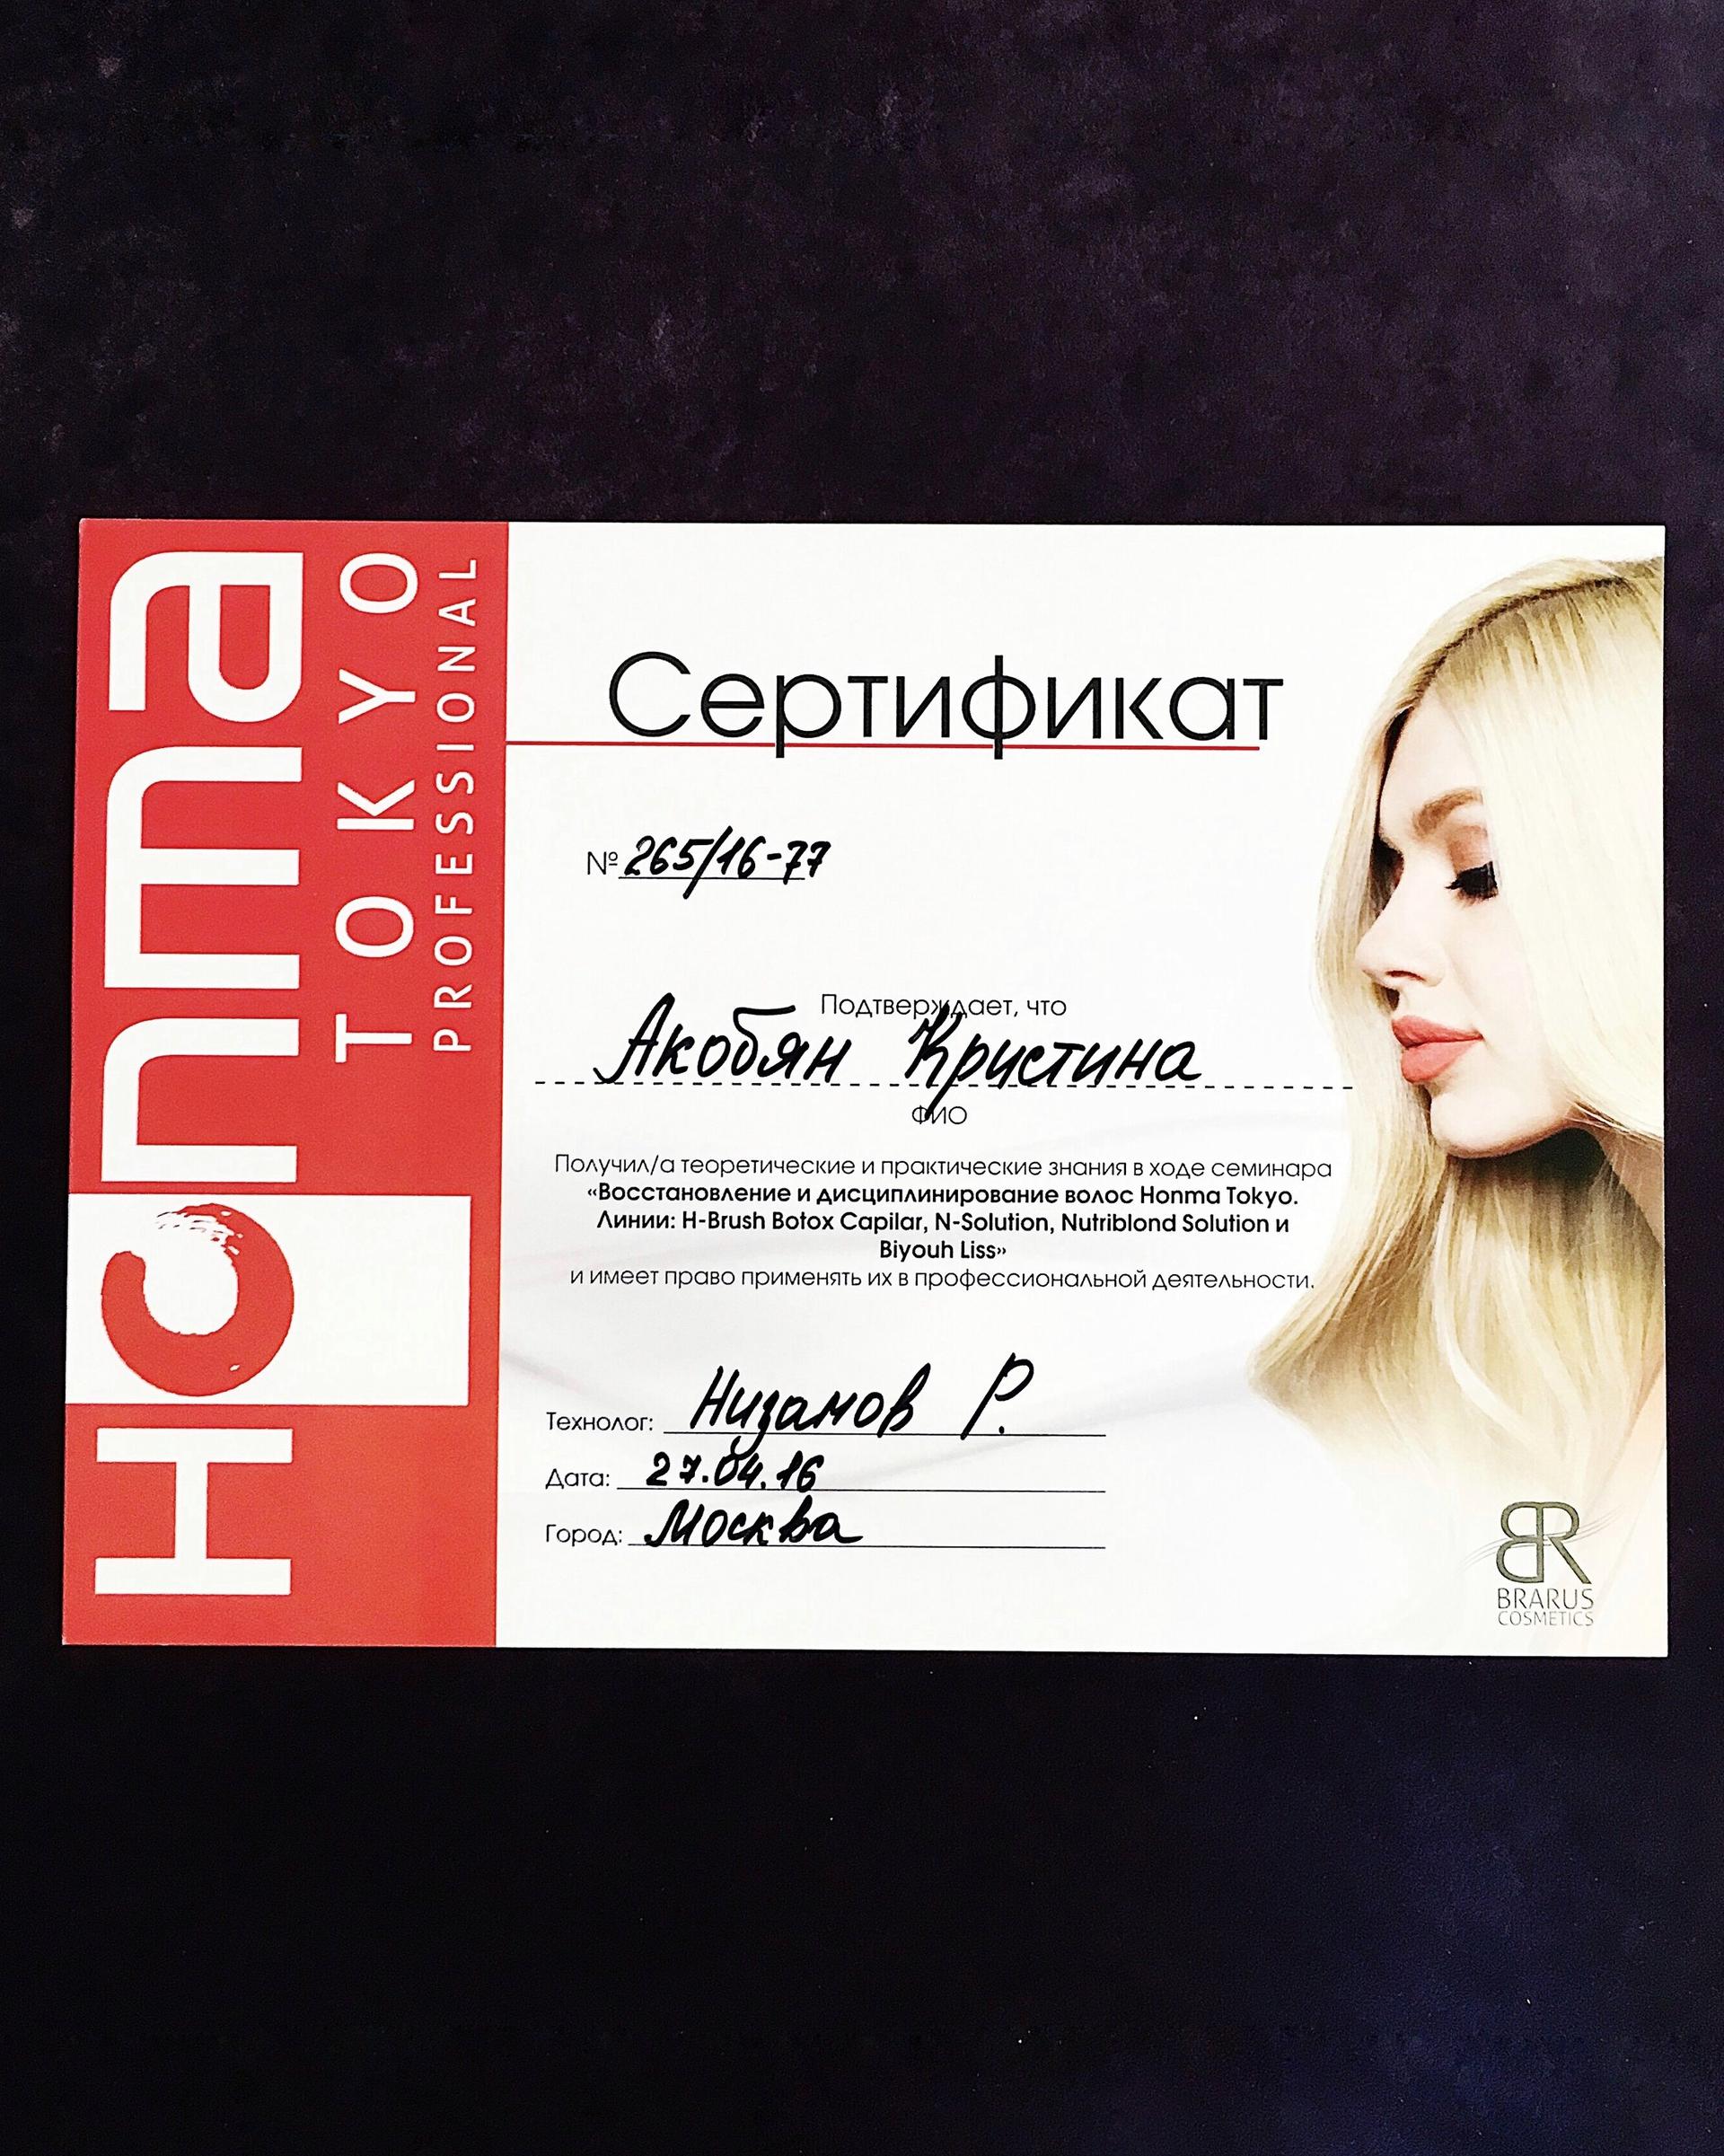 Honma
TOKYO
PROFESSIONAL
Сертификат
№ 265/16-77
Подтверждает, что
Акобян Кристина
ФИО
Получил/а теоретические и практические знания в ходе семинара
«Восстановление и дисциплинирование волос Honma Tokyo.
Линии: H-Brush Botox Capilar, N-Solution, Nutriblond Solution и
Biyouh Liss»
и имеет право применять их в профессиональной деятельности.
Технолог: Низамов Р.
Дата: 27.04.16
Город: Москва
BR
BRARUS
COSMETICS